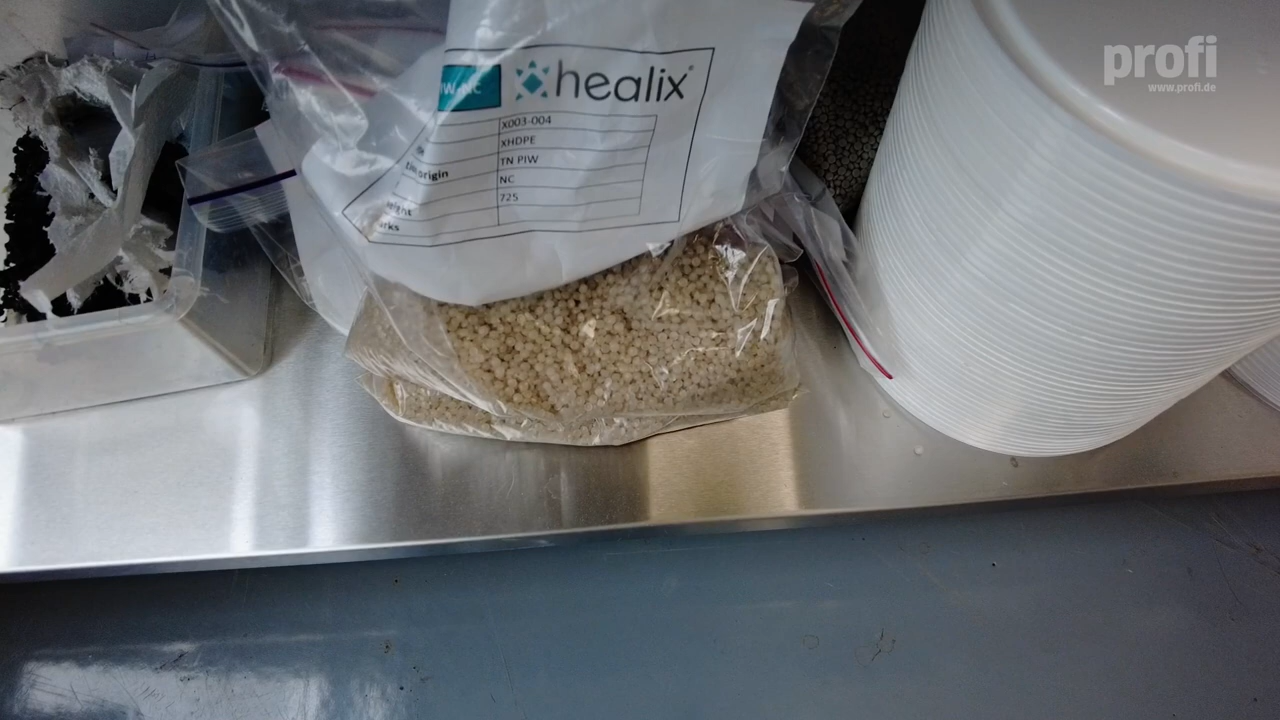 profi
www.profi.de
healix
X003-004
XHDPE
TN PIW
origin NC
725